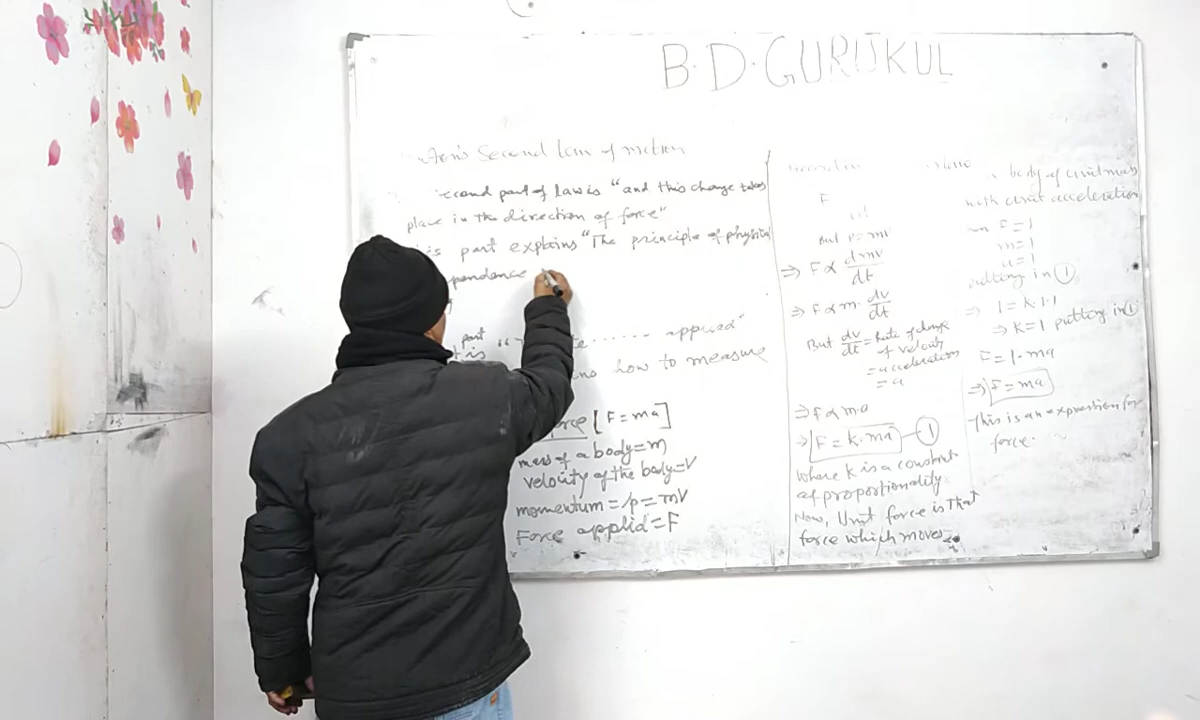 B.D.GURUKUL
Second law of motion
second part of law is "and this change takes
place in the direction of force"
part explains "The principle of physical
part
is " ........ applied"
how to measure
[F = ma]
mass of a body = m
velocity of the body = V
momentum = p = mV
Force applid = F
F
But p = mv
⇒ F ∝ dmv/dt
⇒ F ∝ m. dv/dt
But dv/dt = Rate of change
of velocity
= acceleration
= a
⇒ F ∝ m.a
⇒ F = k.ma — ①
where k is a constant
of proportionality
Now, Unit force is that
force which moves
a body of unit mass
with unit acceleration
F = 1
m = 1
a = 1
putting in ①
⇒ 1 = k.1.1
⇒ k = 1 putting in ①
F = 1.ma
⇒ F = ma
This is an expression for
force.